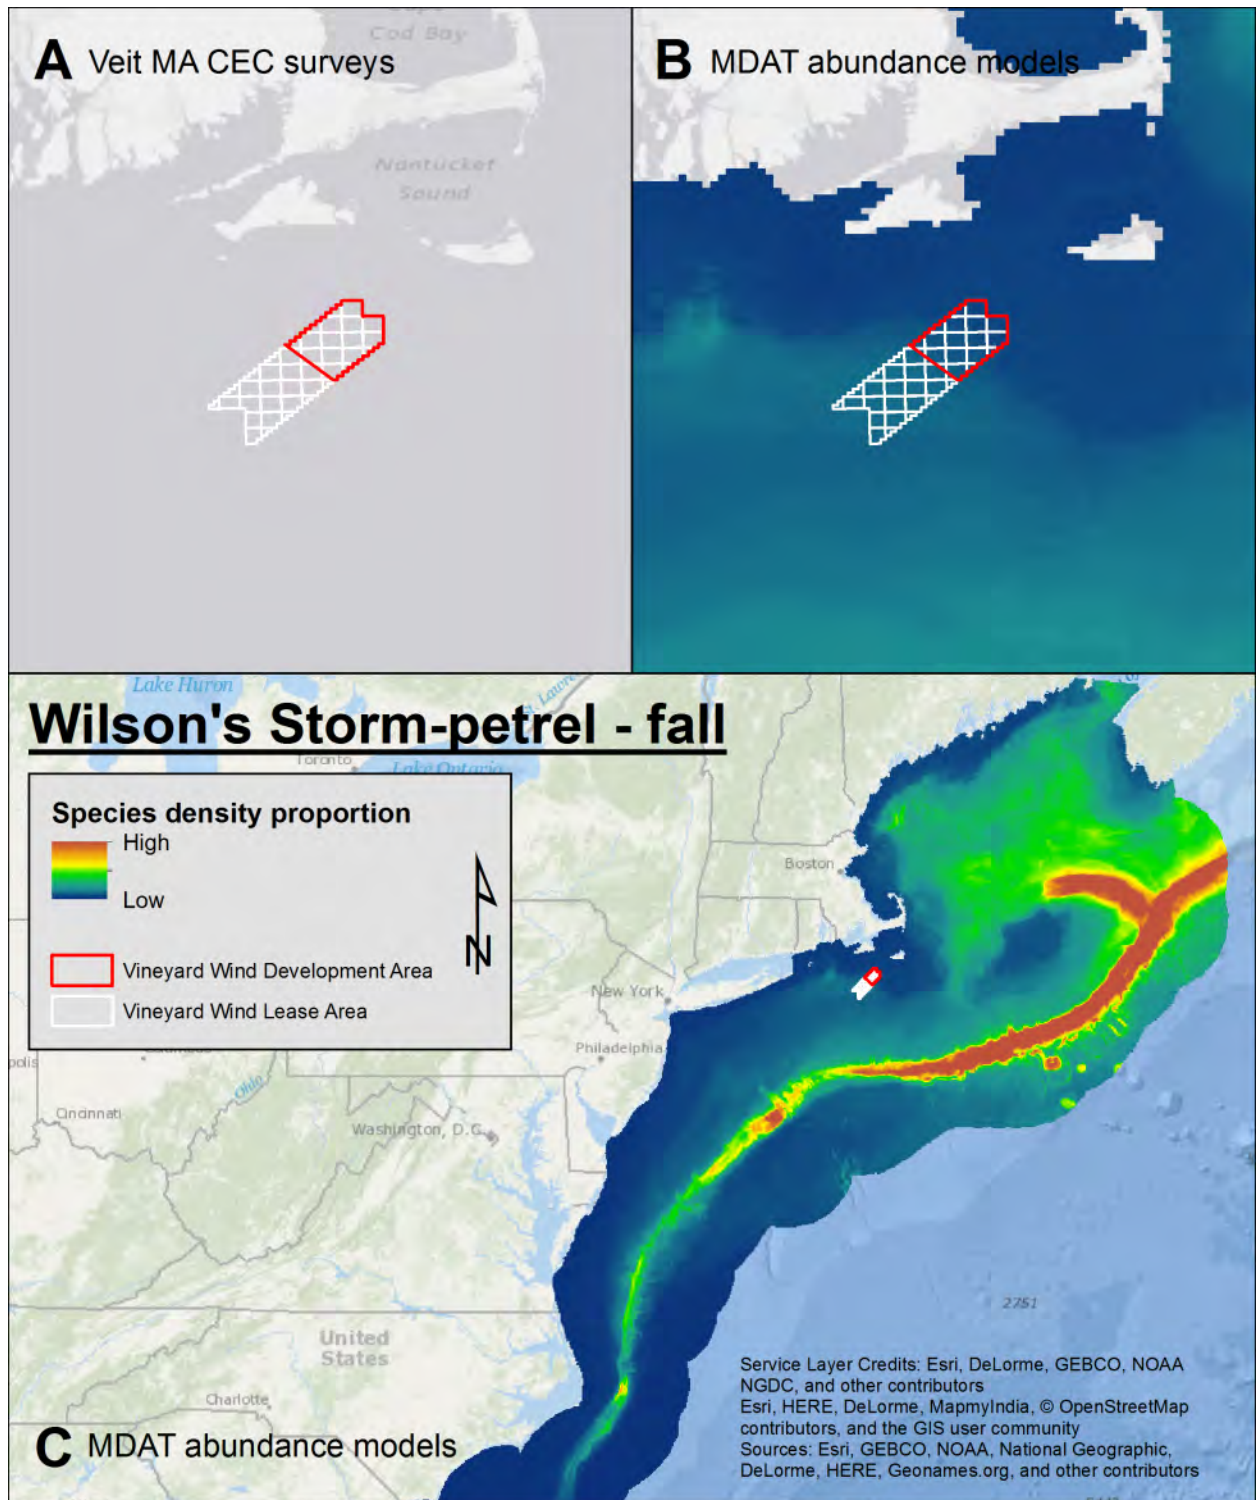 Cod Bay
A Veit MA CEC surveys
Nantucket
Sound
B MDAT abundance models
Lake Huron
St. Lawre
Wilson's Storm-petrel - fall
Toronto
Lake Ontario
Species density proportion
High
Low
N
Vineyard Wind Development Area
Vineyard Wind Lease Area
Boston
New York
Philadelphia
polis
Ohio
Cincinnati
Washington, D.C.
2751
United
States
Charlotte
Service Layer Credits: Esri, DeLorme, GEBCO, NOAA
NGDC, and other contributors
Esri, HERE, DeLorme, MapmyIndia, © OpenStreetMap
contributors, and the GIS user community
Sources: Esri, GEBCO, NOAA, National Geographic,
DeLorme, HERE, Geonames.org, and other contributors
C MDAT abundance models